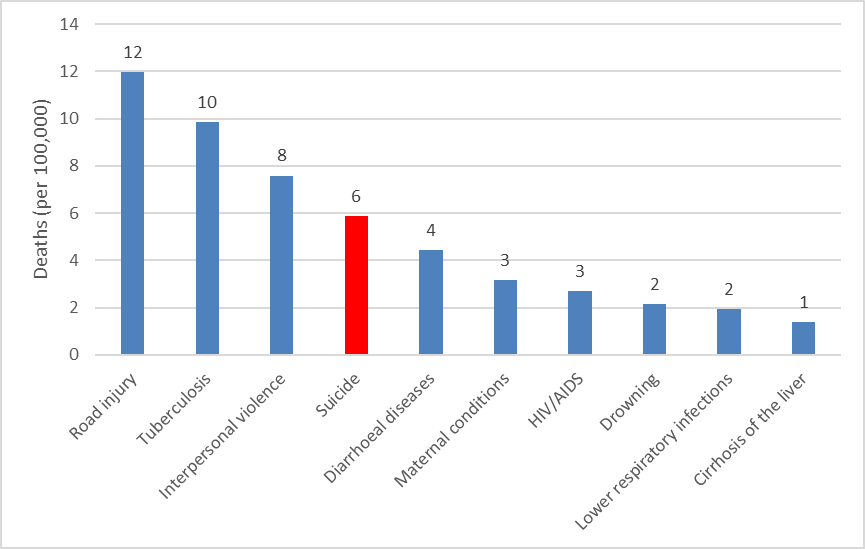 Deaths (per 100,000)
14
12
10
8
6
4
2
0
12
10
8
6
4
3
3
2
2
1
Road injury
Tuberculosis
Interpersonal violence
Suicide
Diarrhoeal diseases
Maternal conditions
HIV/AIDS
Drowning
Lower respiratory infections
Cirrhosis of the liver